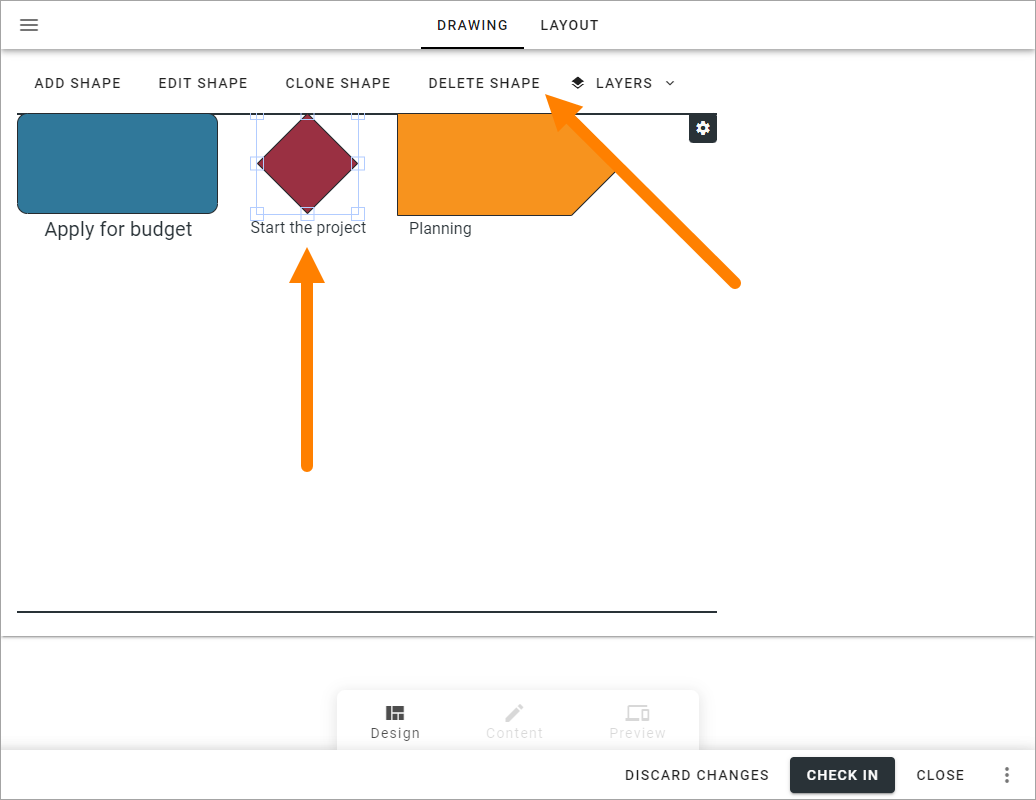 DRAWING LAYOUT
ADD SHAPE EDIT SHAPE CLONE SHAPE DELETE SHAPE LAYERS
Apply for budget Start the project Planning
Design Content Preview
DISCARD CHANGES CHECK IN CLOSE